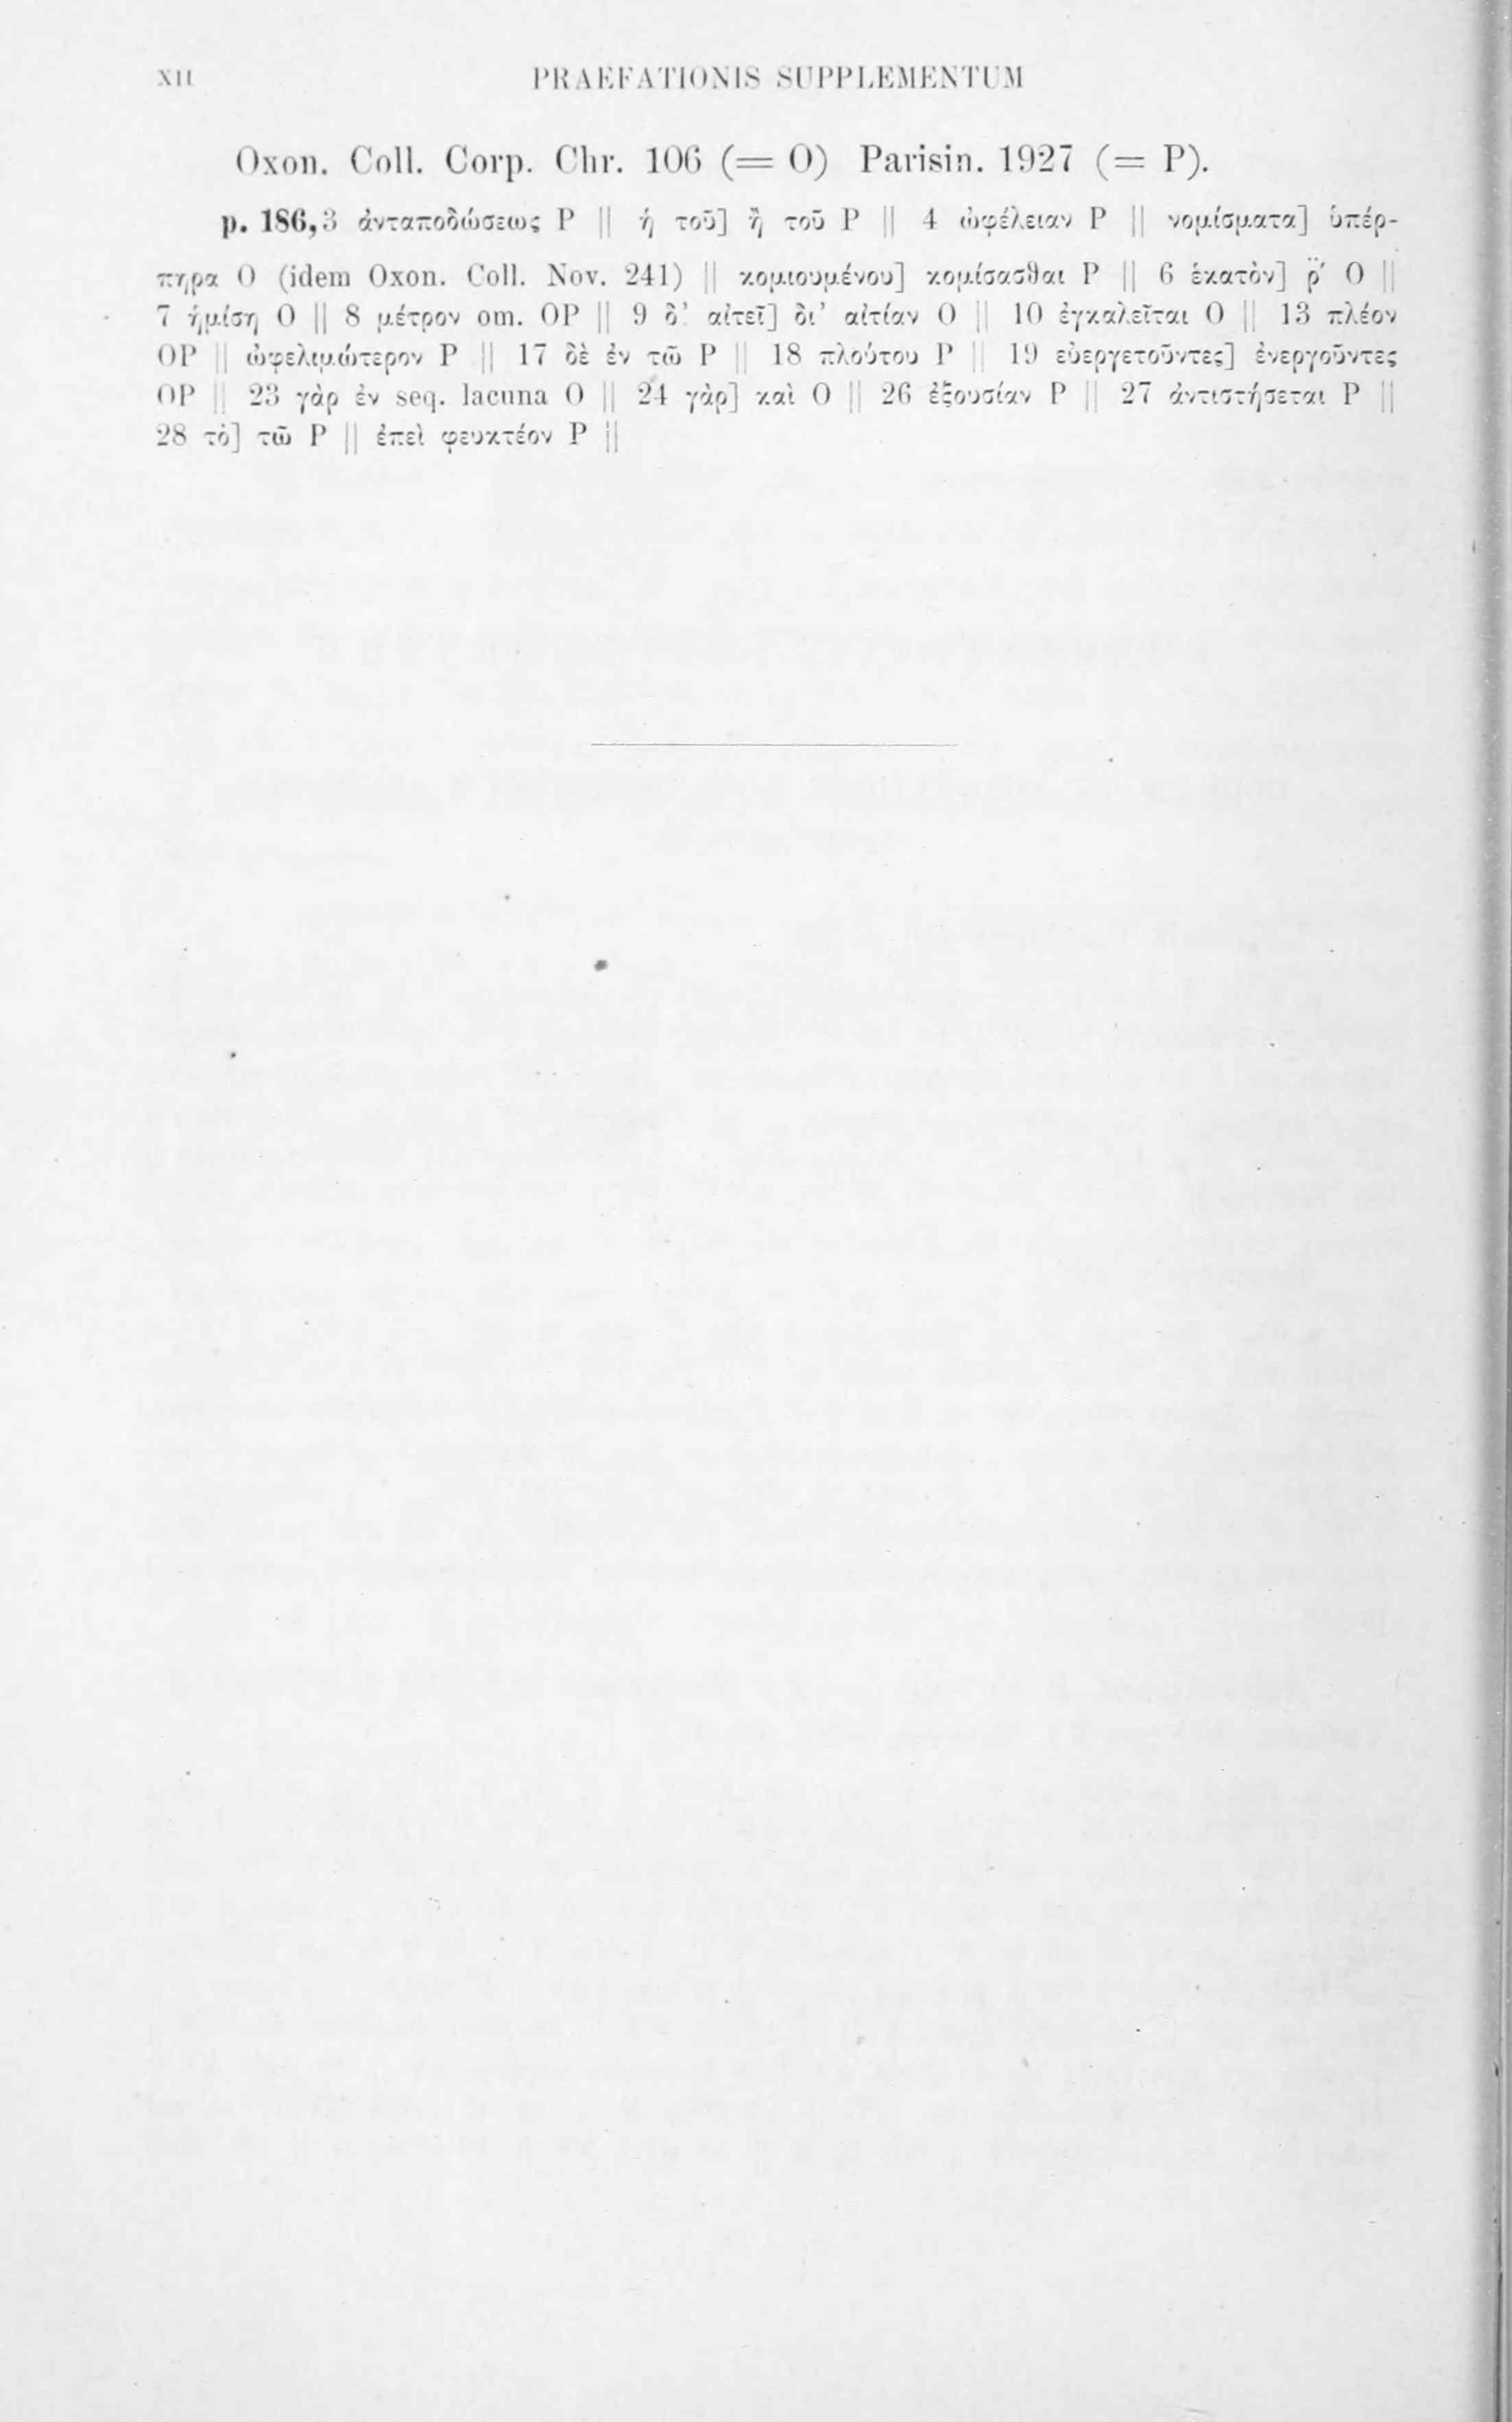 XII PRAEFATIONIS SUPPLEMENTUM
Oxon. Coll. Corp. Chr. 106 (= O) Parisin. 1927 (= P).
p. 186,3 ἀνταποδώσεως P || ἡ τοῦ] ἢ τοῦ P || 4 ὠφέλειαν P || νομίσματα] ὑπέρ-
πηρα O (idem Oxon. Coll. Nov. 241) || κομιουμένου] κομίσασθαι P || 6 ἑκατὸν] ρ̈́ O ||
7 ἡμίση O || 8 μέτρον om. OP || 9 δ' αἰτεῖ] δι' αἰτίαν O || 10 ἐγκαλεῖται O || 13 πλέον
OP || ὠφελιμώτερον P || 17 δὲ ἐν τῶ P || 18 πλούτου P || 19 εὐεργετοῦντες] ἐνεργοῦντες
OP || 23 γὰρ ἐν seq. lacuna O || 24 γὰρ] καὶ O || 26 ἐξουσίαν P || 27 ἀντιστήσεται P ||
28 τὸ] τῶ P || ἐπεὶ φευκτέον P ||